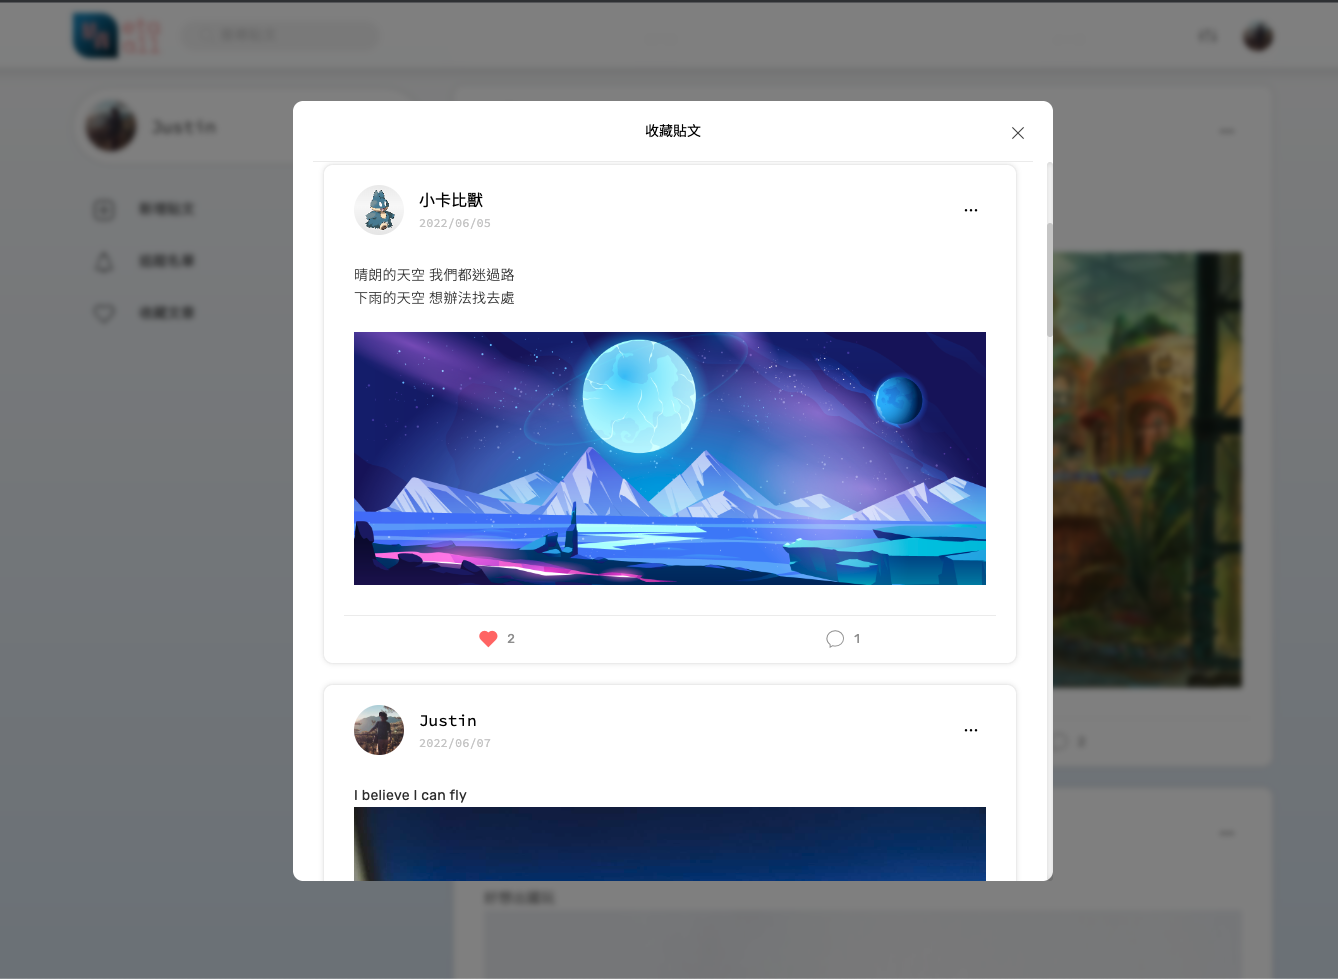 Justin
收藏貼文
小卡比獸
2022/06/05
晴朗的天空 我們都迷過路
下雨的天空 想辦法找去處
2
1
Justin
2022/06/07
I believe I can fly
2